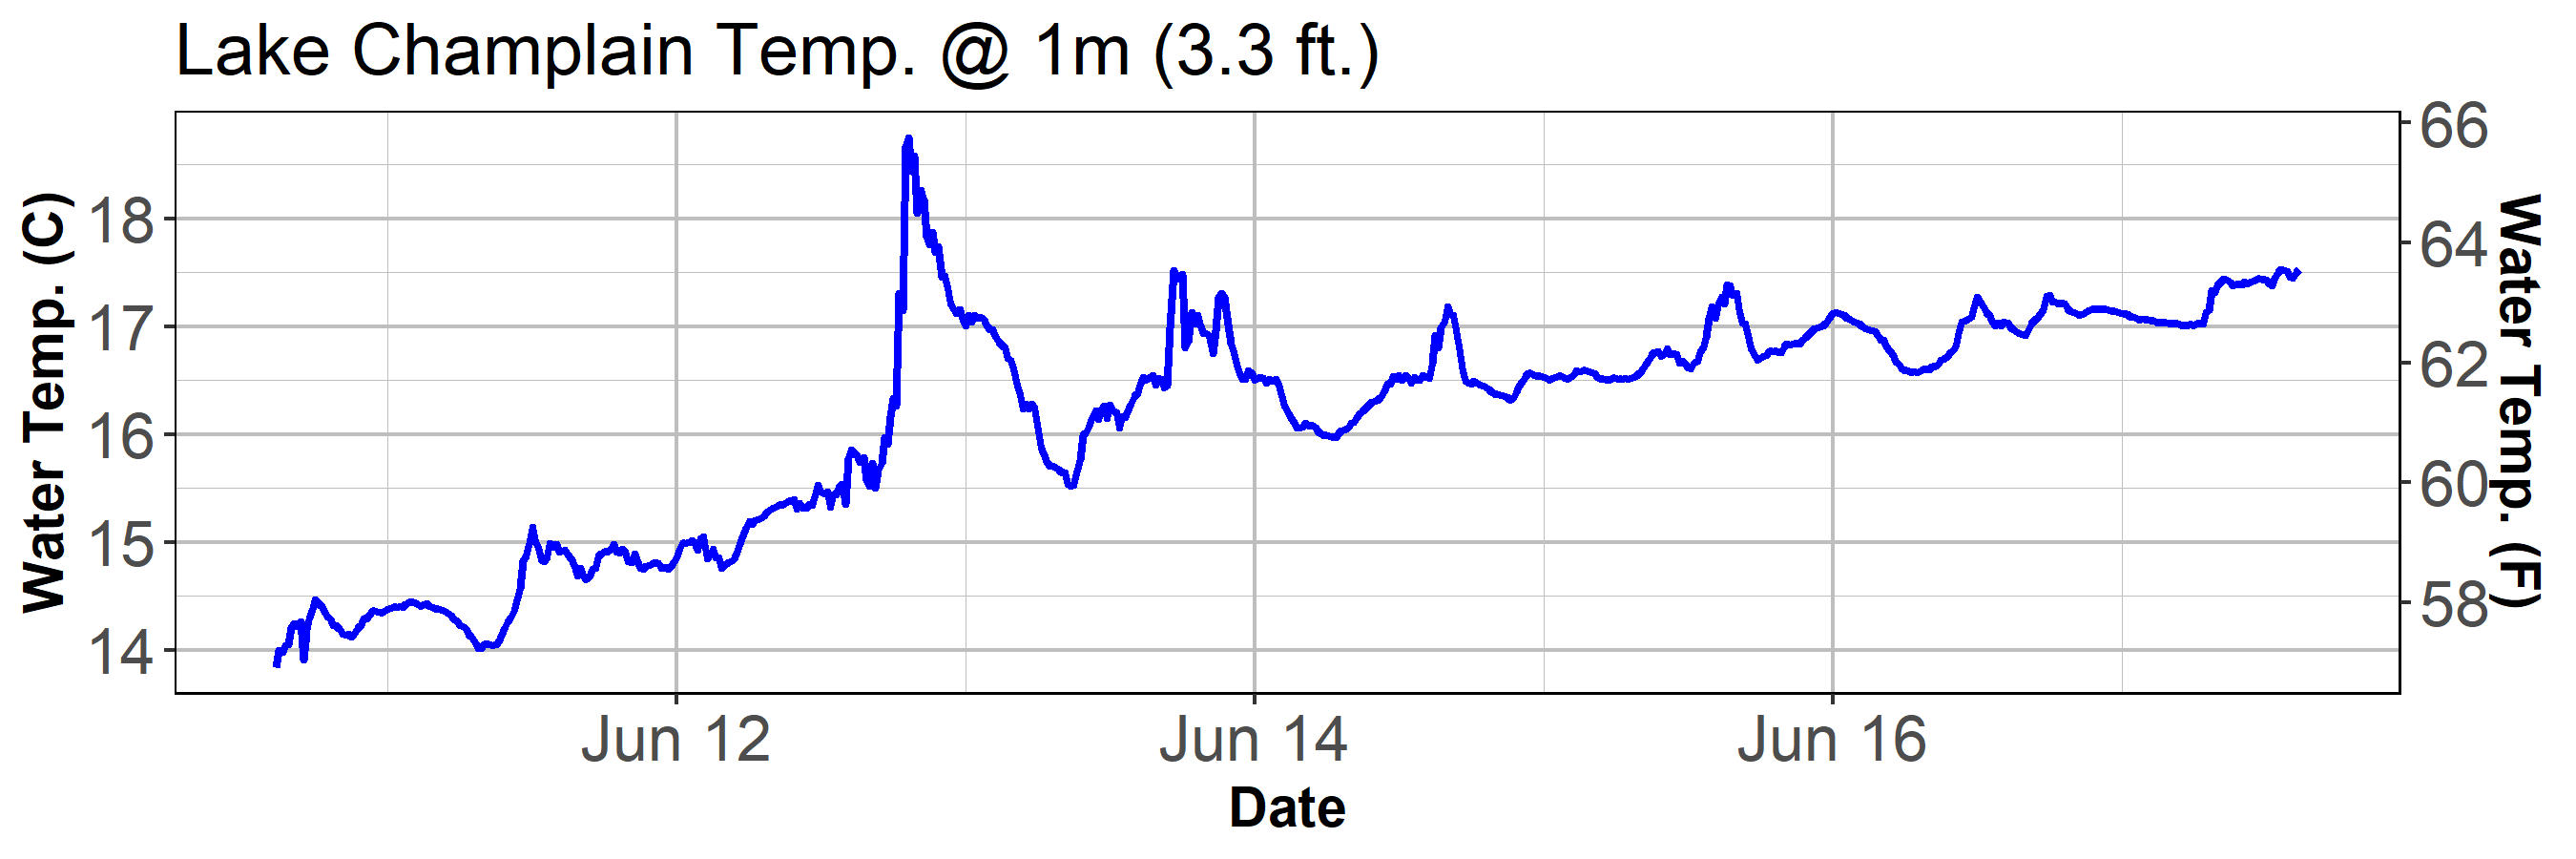 Lake Champlain Temp. @ 1m (3.3 ft.)
Water Temp. (C)
18
17
16
15
14
66
64
62
60
58
Water Temp. (F)
Jun 12
Jun 14
Jun 16
Date